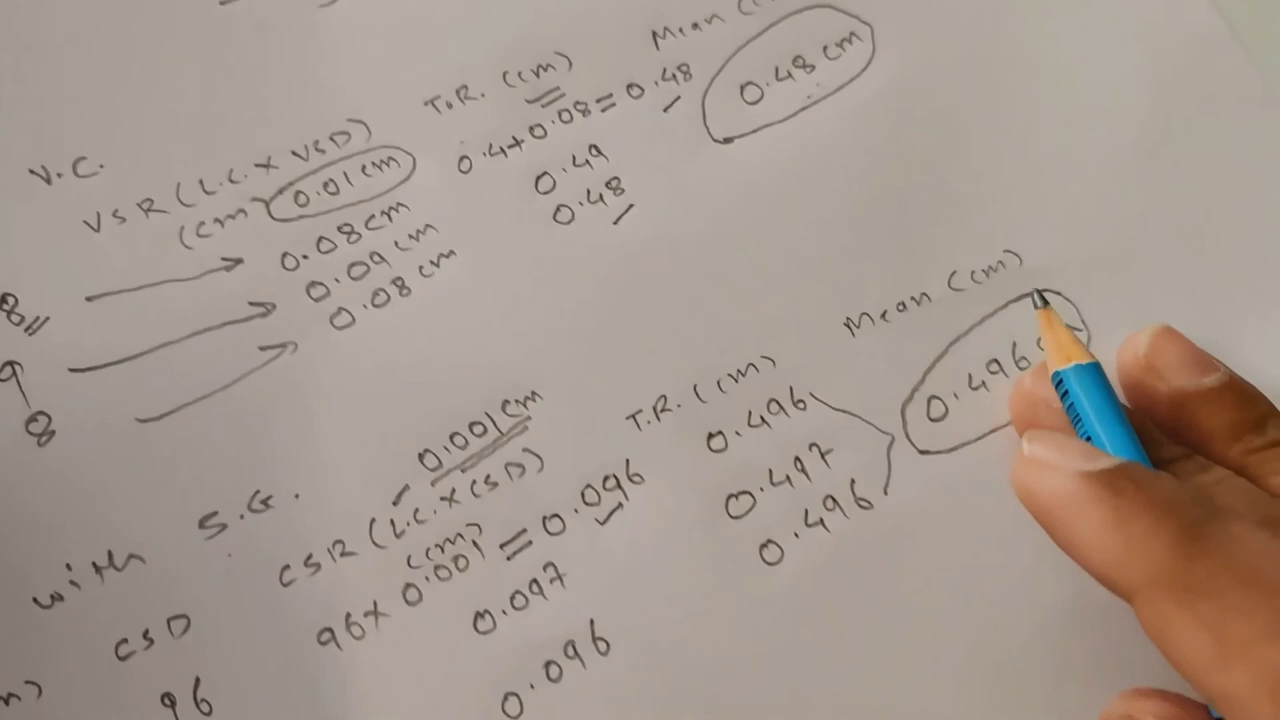 V.C.
VSR (L.C. X VSD)
(cm) 0.01 cm
T.R. (cm)
Mean (
8 0.08 cm 0.4+0.08 = 0.48 0.48 cm
9 0.09 cm 0.49
8 0.08 cm 0.48
with S.G.
0.001 cm
CSD CSR (L.C. X CSD) T.R. (cm) Mean (cm)
(cm)
96 96 X 0.001 = 0.096 0.496 0.496
0.097 0.497
0.096 0.496